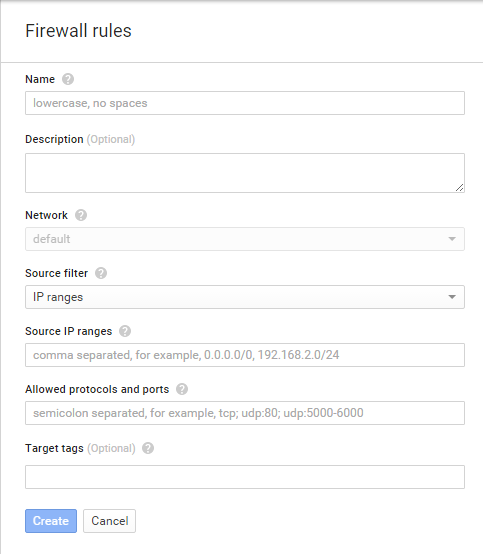 Firewall rules
Name ?
lowercase, no spaces
Description (Optional)
Network ?
default
Source filter ?
IP ranges
Source IP ranges ?
comma separated, for example, 0.0.0.0/0, 192.168.2.0/24
Allowed protocols and ports ?
semicolon separated, for example, tcp; udp:80; udp:5000-6000
Target tags (Optional) ?
Create Cancel